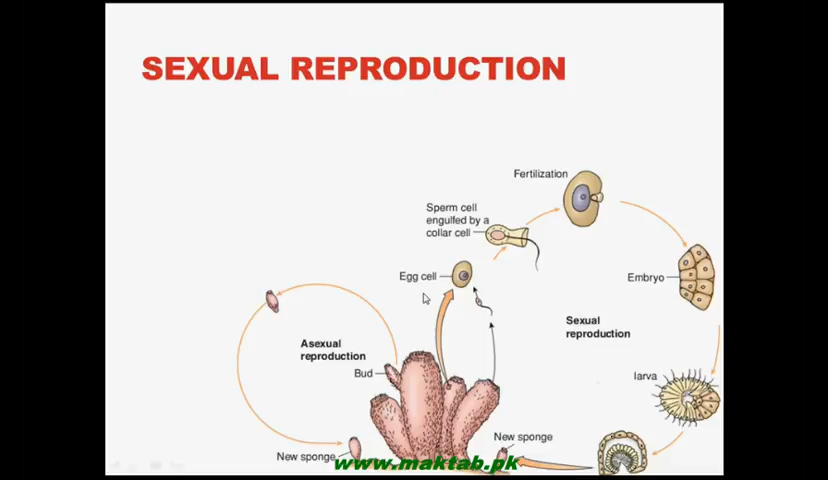 SEXUAL REPRODUCTION
Fertilization
Sperm cell
engulfed by a
collar cell
Egg cell
Embryo
Sexual
reproduction
Asexual
reproduction
Bud
larva
New sponge
New sponge
www.maktab.pk